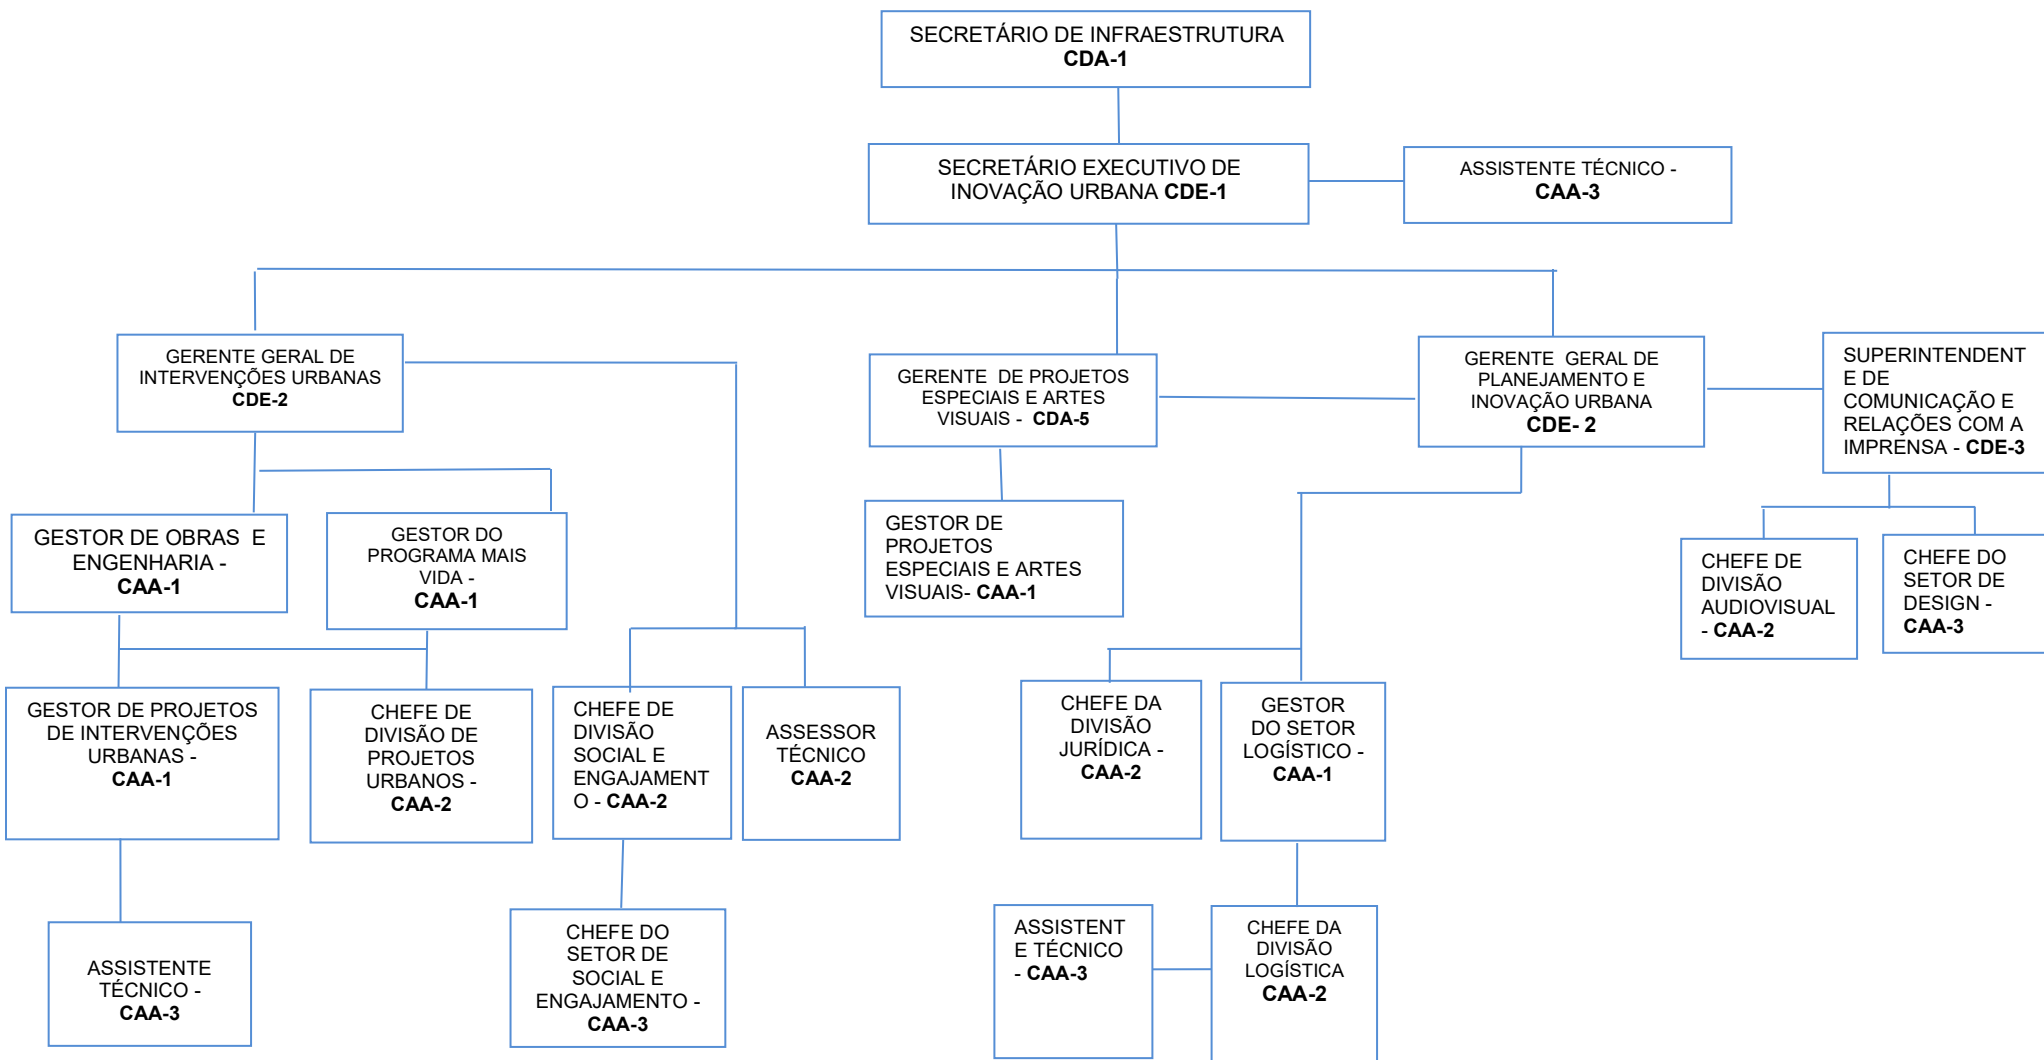 SECRETÁRIO DE INFRAESTRUTURA
CDA-1
SECRETÁRIO EXECUTIVO DE
INOVAÇÃO URBANA CDE-1
ASSISTENTE TÉCNICO -
CAA-3
GERENTE GERAL DE
INTERVENÇÕES URBANAS
CDE-2
GERENTE DE PROJETOS
ESPECIAIS E ARTES
VISUAIS - CDA-5
GERENTE GERAL DE
PLANEJAMENTO E
INOVAÇÃO URBANA
CDE- 2
SUPERINTENDENT
E DE
COMUNICAÇÃO E
RELAÇÕES COM A
IMPRENSA - CDE-3
GESTOR DE OBRAS E
ENGENHARIA -
CAA-1
GESTOR DO
PROGRAMA MAIS
VIDA -
CAA-1
GESTOR DE
PROJETOS
ESPECIAIS E ARTES
VISUAIS- CAA-1
CHEFE DE
DIVISÃO
AUDIOVISUAL
- CAA-2
CHEFE DO
SETOR DE
DESIGN -
CAA-3
GESTOR DE PROJETOS
DE INTERVENÇÕES
URBANAS -
CAA-1
CHEFE DE
DIVISÃO DE
PROJETOS
URBANOS -
CAA-2
CHEFE DE
DIVISÃO
SOCIAL E
ENGAJAMENT
O - CAA-2
ASSESSOR
TÉCNICO
CAA-2
CHEFE DA
DIVISÃO
JURÍDICA -
CAA-2
GESTOR
DO SETOR
LOGÍSTICO -
CAA-1
ASSISTENTE
TÉCNICO -
CAA-3
CHEFE DO
SETOR DE
SOCIAL E
ENGAJAMENTO -
CAA-3
ASSISTENT
E TÉCNICO
- CAA-3
CHEFE DA
DIVISÃO
LOGÍSTICA
CAA-2